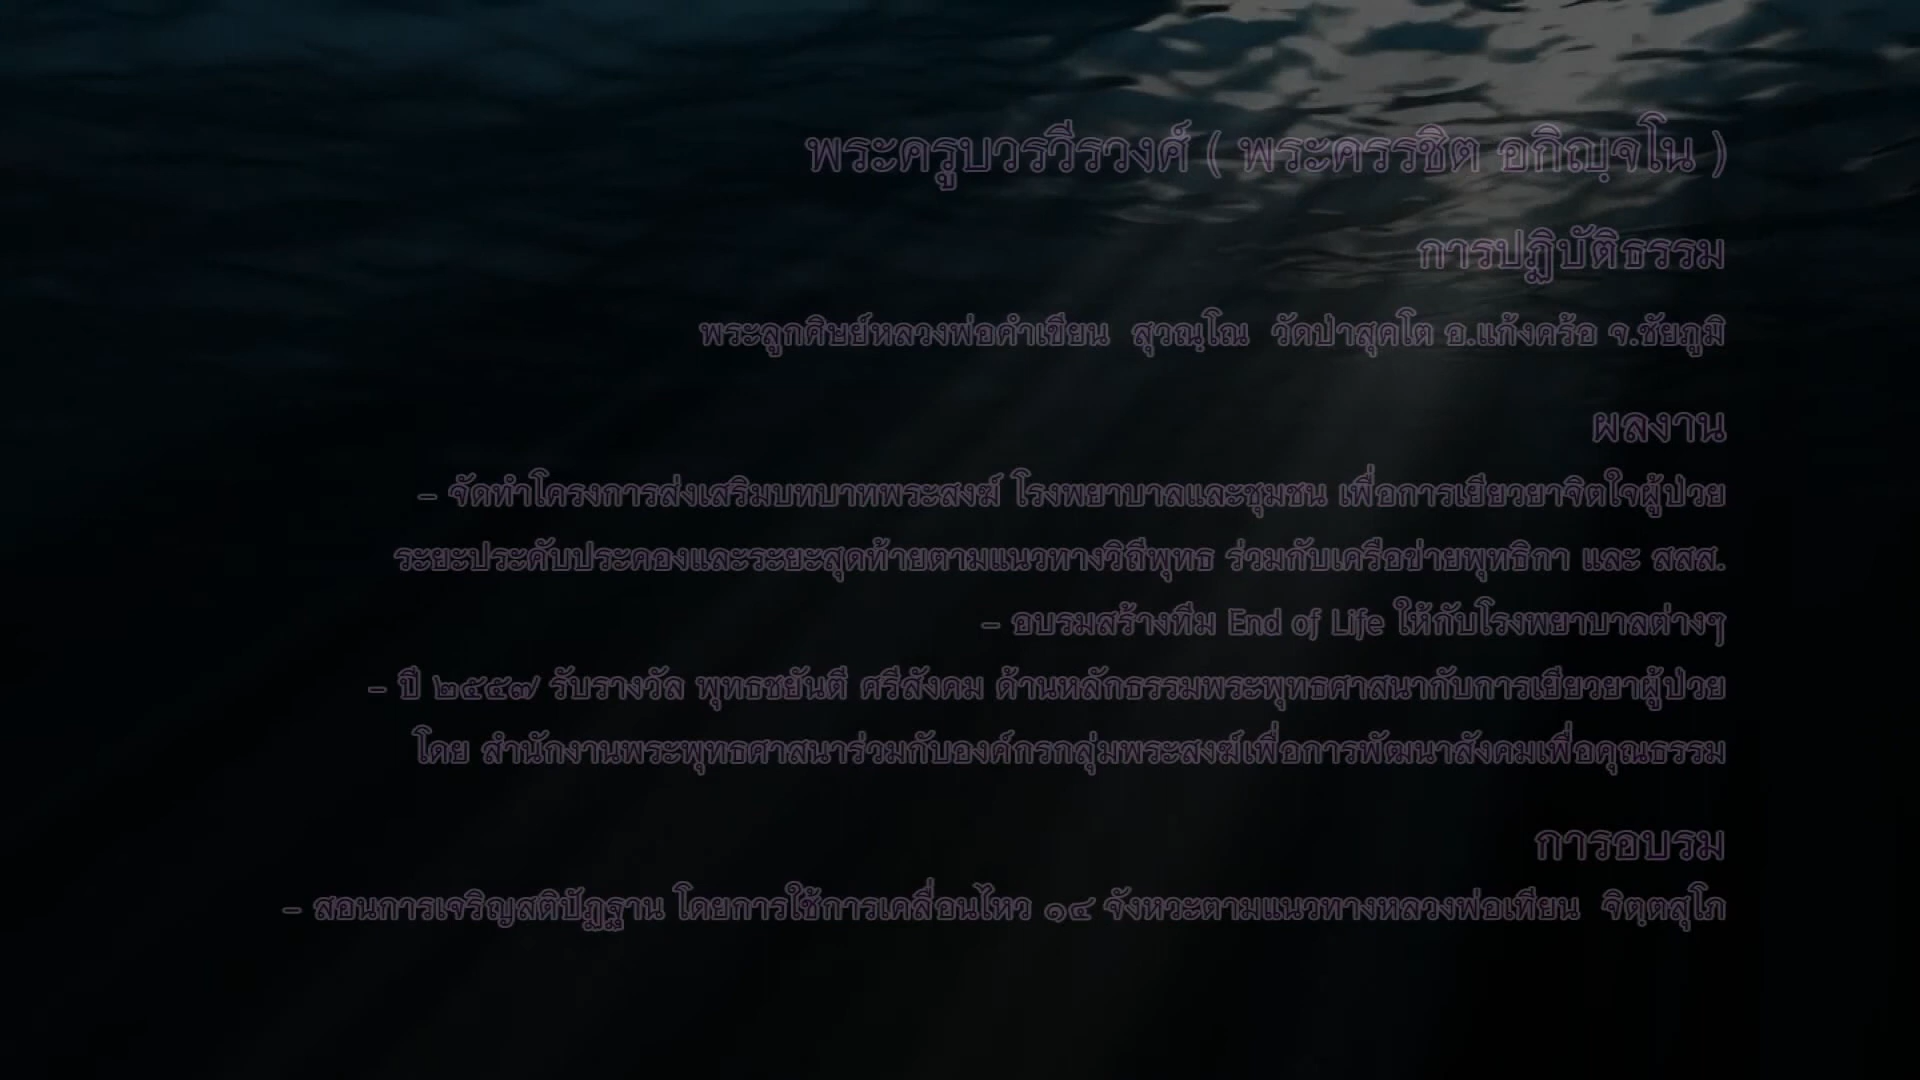 พระครูบวรวีรวงศ์ ( พระครรชิต อกิญฺจโน )
การปฏิบัติธรรม
พระลูกศิษย์หลวงพ่อคำเขียน สุวณฺโณ วัดป่าสุคโต อ.แก้งคร้อ จ.ชัยภูมิ
ผลงาน
– จัดทำโครงการส่งเสริมบทบาทพระสงฆ์ โรงพยาบาลและชุมชน เพื่อการเยียวยาจิตใจผู้ป่วย
ระยะประคับประคองและระยะสุดท้ายตามแนวทางวิถีพุทธ ร่วมกับเครือข่ายพุทธิกา และ สสส.
– อบรมสร้างทีม End of Life ให้กับโรงพยาบาลต่างๆ
– ปี ๒๕๕๗ รับรางวัล พุทธชยันตี ศรีสังคม ด้านหลักธรรมพระพุทธศาสนากับการเยียวยาผู้ป่วย
โดย สำนักงานพระพุทธศาสนาร่วมกับองค์กรกลุ่มพระสงฆ์เพื่อการพัฒนาสังคมเพื่อคุณธรรม
การอบรม
– สอนการเจริญสติปัฏฐาน โดยการใช้การเคลื่อนไหว ๑๔ จังหวะตามแนวทางหลวงพ่อเทียน จิตฺตสุโภ